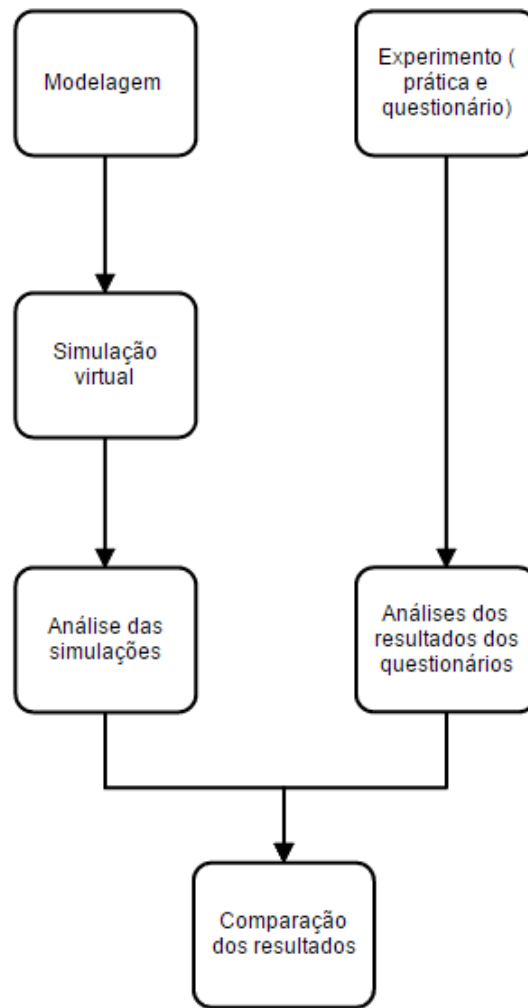 Modelagem
Experimento (
prática e
questionário)
Simulação
virtual
Análise das
simulações
Análises dos
resultados dos
questionários
Comparação
dos resultados